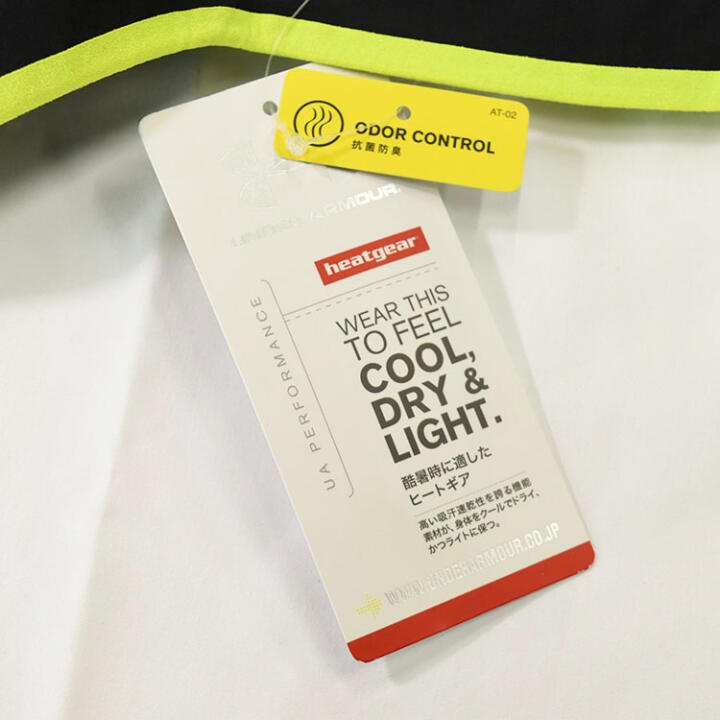 AT-02
ODOR CONTROL
抗菌防臭
UNDER ARMOUR.
heatgear
UA PERFORMANCE
WEAR THIS
TO FEEL
COOL,
DRY &
LIGHT.
酷暑時に適した
ヒートギア
高い吸汗速乾性を誇る機能
素材が、身体をクールでドライ、
かつライトに保つ。
WWW.UNDERARMOUR.CO.JP